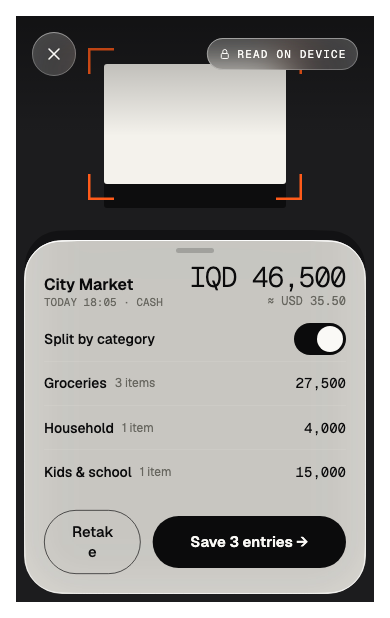 READ ON DEVICE
City Market
IQD 46,500
TODAY 18:05 · CASH
≈ USD 35.50
Split by category
Groceries 3 items 27,500
Household 1 item 4,000
Kids & school 1 item 15,000
Retak
e
Save 3 entries →